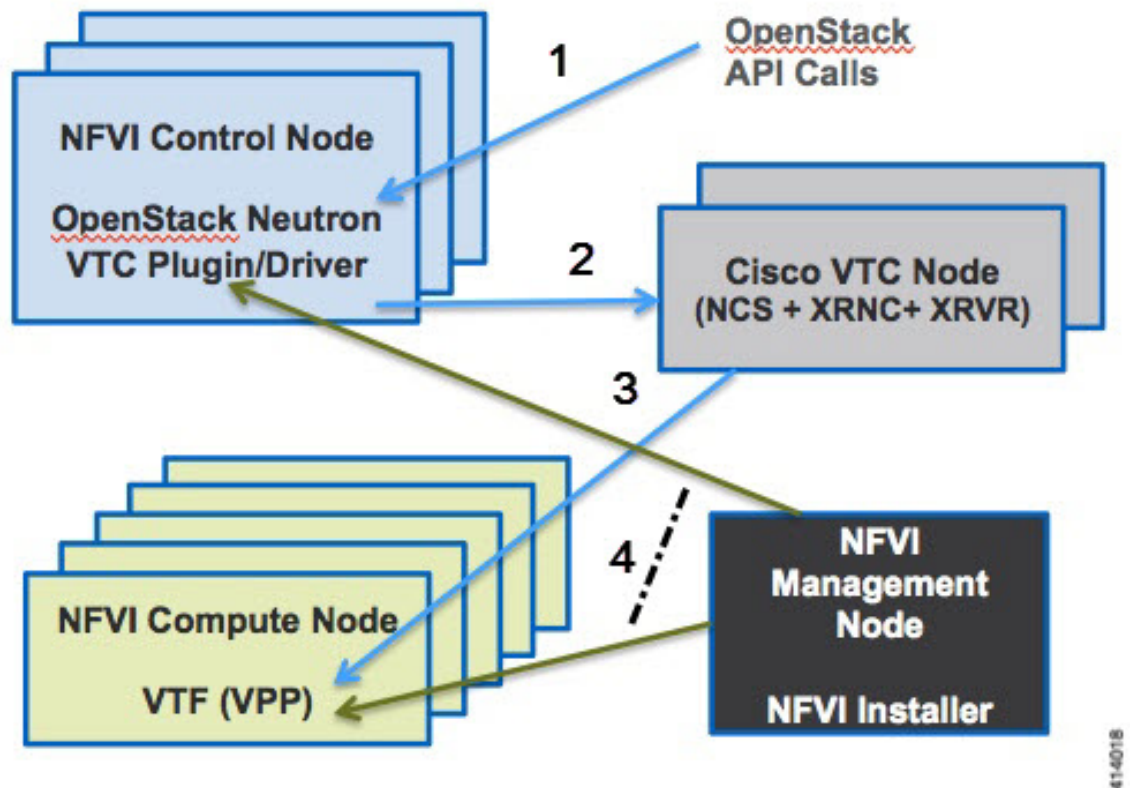 OpenStack
API Calls
1
NFVI Control Node
OpenStack Neutron
VTC Plugin/Driver
2
Cisco VTC Node
(NCS + XRNC+ XRVR)
3
4
NFVI
Management
Node
NFVI Installer
NFVI Compute Node
VTF (VPP)
414018